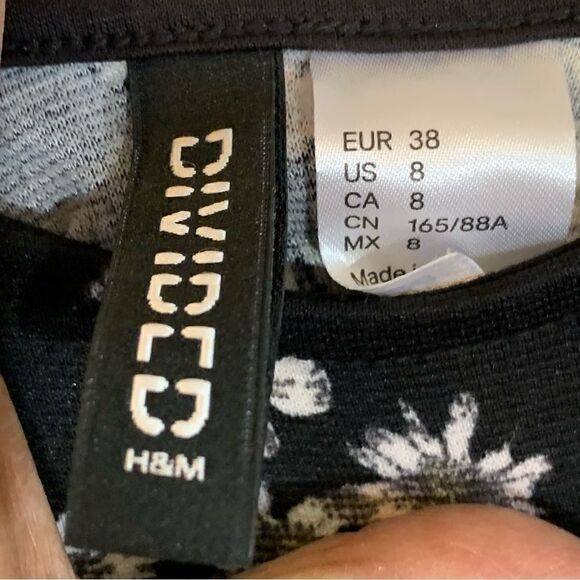 DIVIDED
H&M
EUR 38
US 8
CA 8
CN 165/88A
MX 8
Made